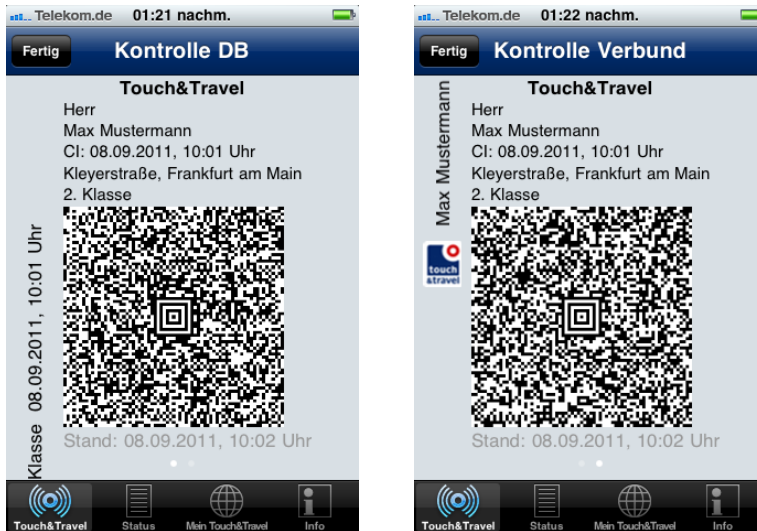 Telekom.de 01:21 nachm.
Fertig
Kontrolle DB
Touch&Travel
Herr
Max Mustermann
CI: 08.09.2011, 10:01 Uhr
Kleyerstraße, Frankfurt am Main
2. Klasse
Klasse 08.09.2011, 10:01 Uhr
Stand: 08.09.2011, 10:02 Uhr
Touch&Travel
Status
Mein Touch&Travel
Info
Telekom.de 01:22 nachm.
Fertig
Kontrolle Verbund
Touch&Travel
Herr
Max Mustermann
CI: 08.09.2011, 10:01 Uhr
Kleyerstraße, Frankfurt am Main
2. Klasse
Max Mustermann
touch
&travel
Stand: 08.09.2011, 10:02 Uhr
Touch&Travel
Status
Mein Touch&Travel
Info